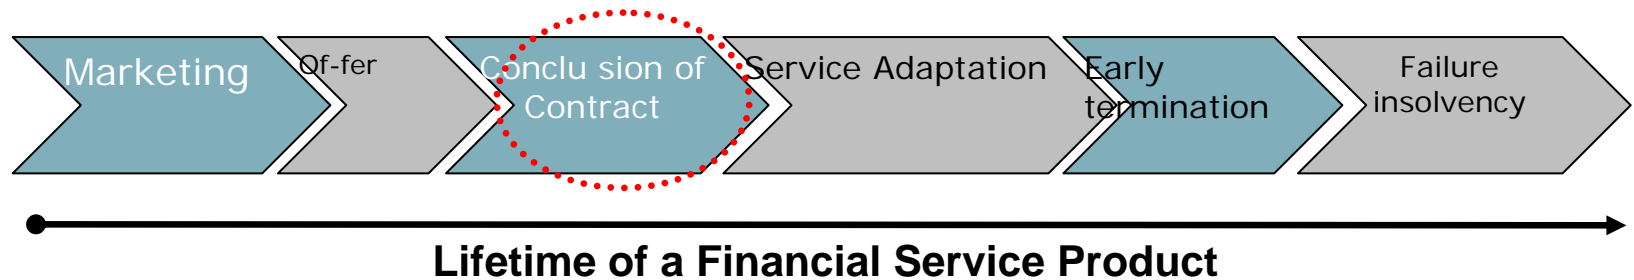 Marketing
Of-fer
Conclu sion of
Contract
Service Adaptation
Early
termination
Failure
insolvency
Lifetime of a Financial Service Product